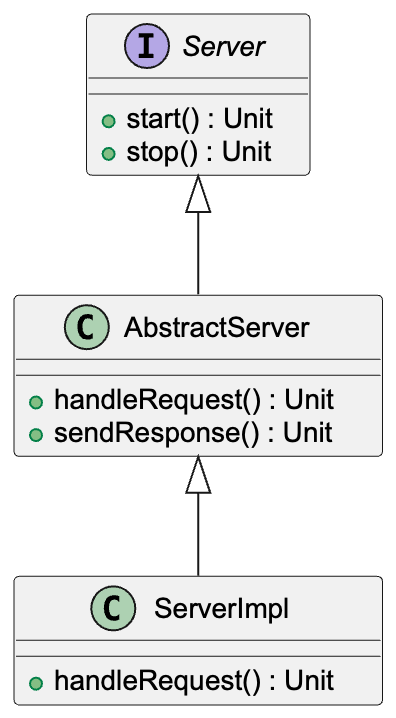 I Server
start() : Unit
stop() : Unit
C AbstractServer
handleRequest() : Unit
sendResponse() : Unit
C ServerImpl
handleRequest() : Unit